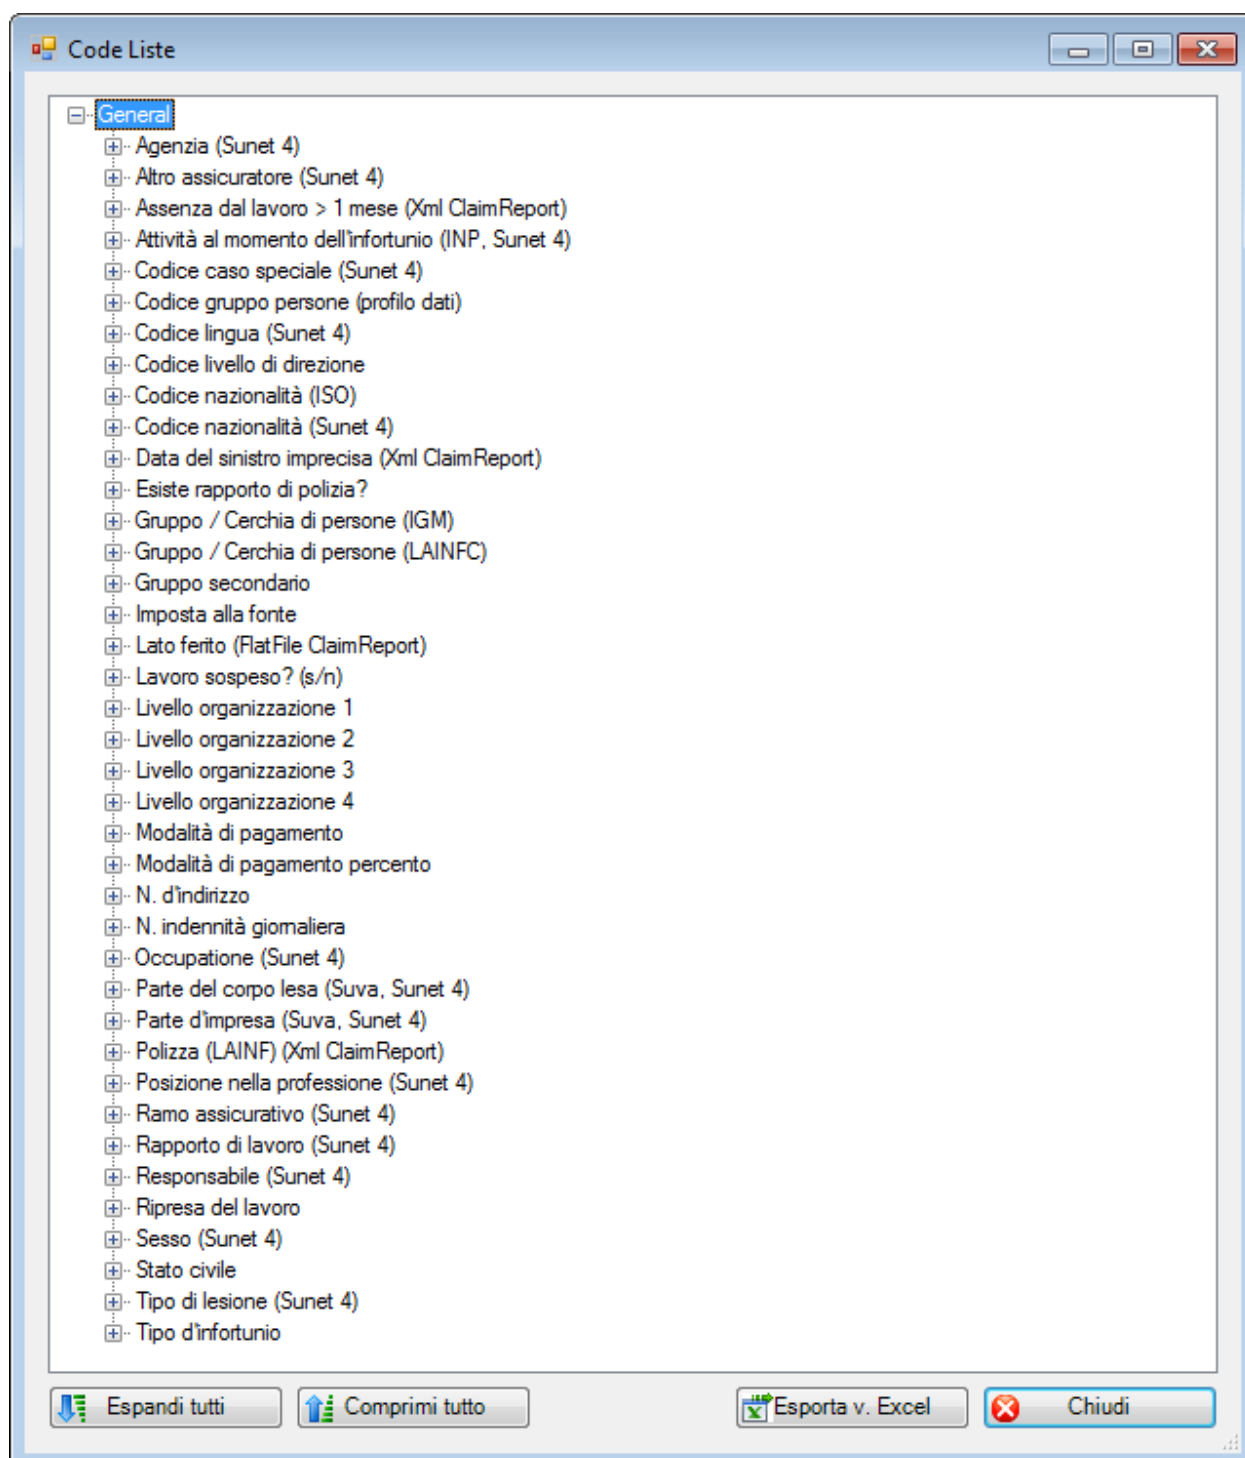 Code Liste
General
Agenzia (Sunet 4)
Altro assicuratore (Sunet 4)
Assenza dal lavoro > 1 mese (Xml ClaimReport)
Attività al momento dell'infortunio (INP, Sunet 4)
Codice caso speciale (Sunet 4)
Codice gruppo persone (profilo dati)
Codice lingua (Sunet 4)
Codice livello di direzione
Codice nazionalità (ISO)
Codice nazionalità (Sunet 4)
Data del sinistro imprecisa (Xml ClaimReport)
Esiste rapporto di polizia?
Gruppo / Cerchia di persone (IGM)
Gruppo / Cerchia di persone (LAINFC)
Gruppo secondario
Imposta alla fonte
Lato ferito (FlatFile ClaimReport)
Lavoro sospeso? (s/n)
Livello organizzazione 1
Livello organizzazione 2
Livello organizzazione 3
Livello organizzazione 4
Modalità di pagamento
Modalità di pagamento percento
N. d'indirizzo
N. indennità giornaliera
Occupatione (Sunet 4)
Parte del corpo lesa (Suva, Sunet 4)
Parte d'impresa (Suva, Sunet 4)
Polizza (LAINF) (Xml ClaimReport)
Posizione nella professione (Sunet 4)
Ramo assicurativo (Sunet 4)
Rapporto di lavoro (Sunet 4)
Responsabile (Sunet 4)
Ripresa del lavoro
Sesso (Sunet 4)
Stato civile
Tipo di lesione (Sunet 4)
Tipo d'infortunio
Espandi tutti Comprimi tutto Esporta v. Excel Chiudi